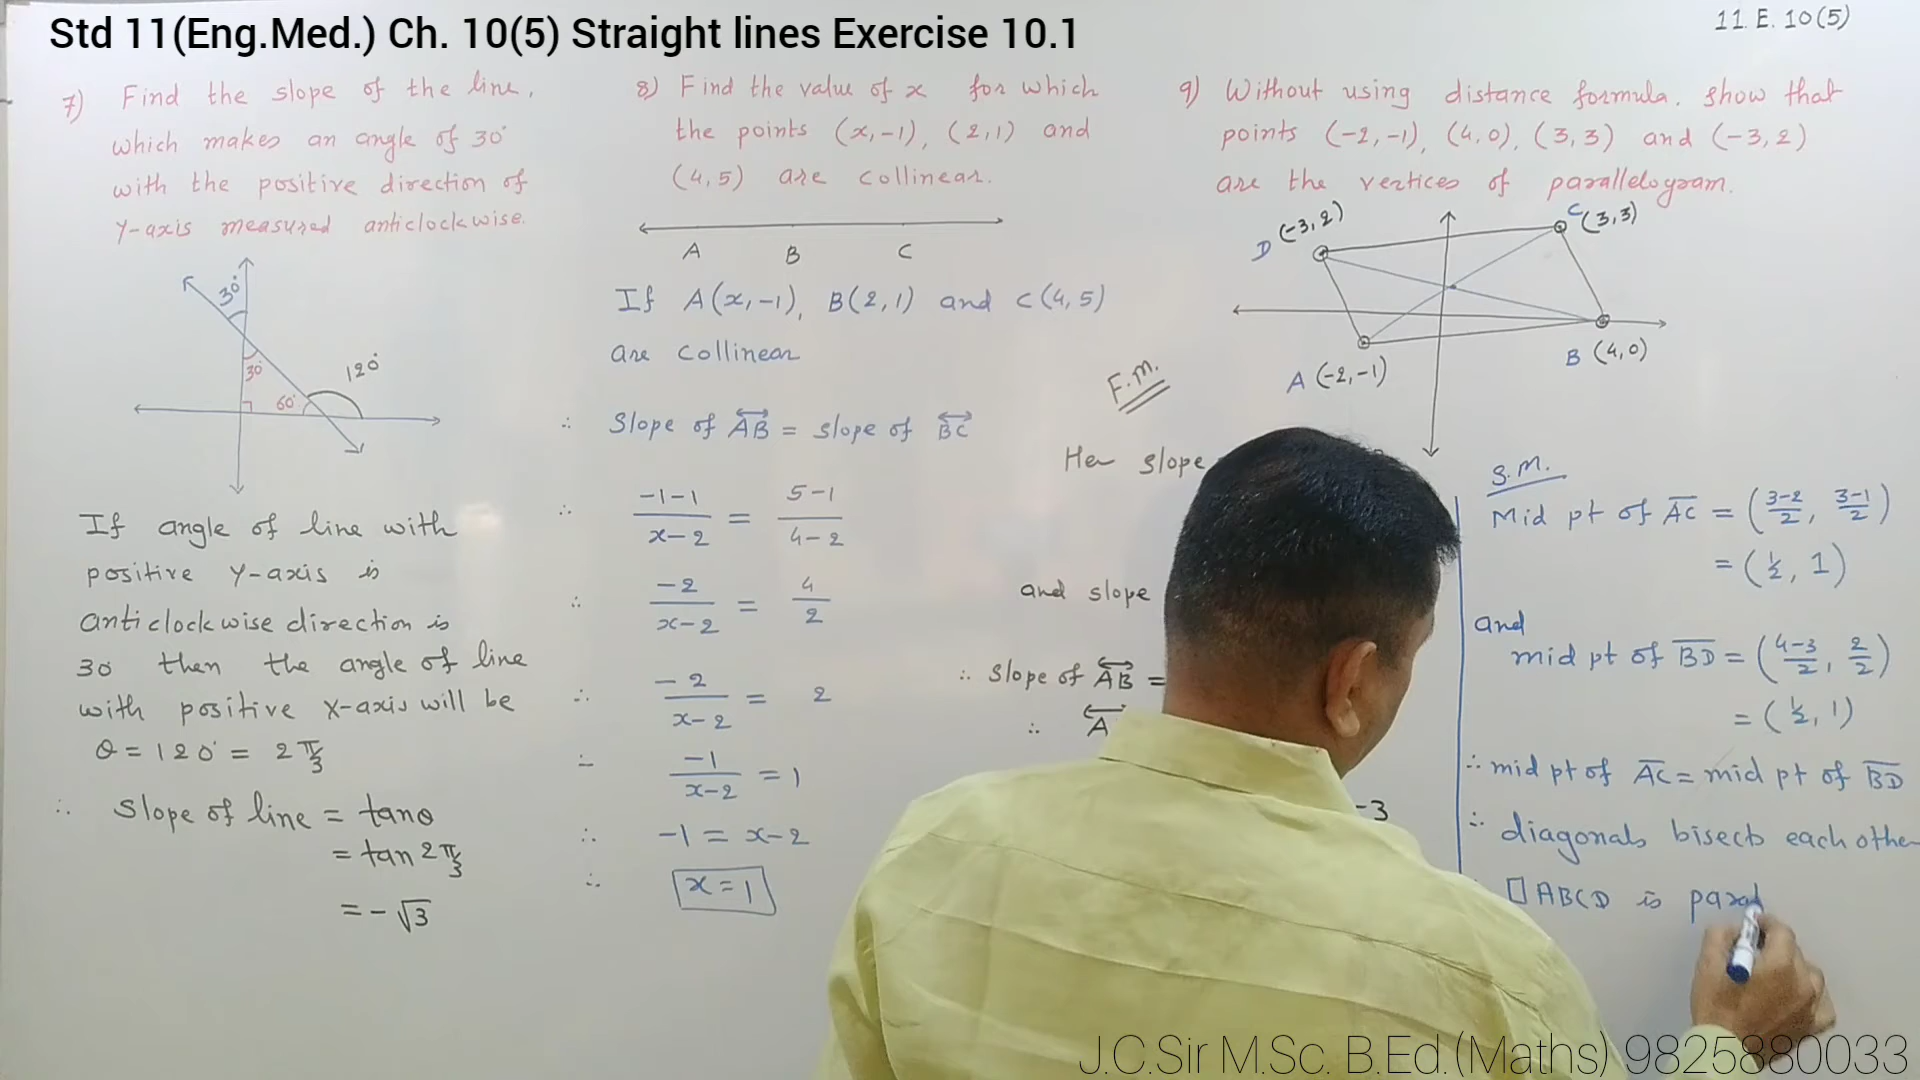 Std 11(Eng.Med.) Ch. 10(5) Straight lines Exercise 10.1
11. E. 10(5)
7) Find the slope of the line,
which makes an angle of 30°
with the positive direction of
Y-axis measured anticlockwise.
30°
30°
60°
120°
If angle of line with
positive Y-axis is
anticlockwise direction is
30° then the angle of line
with positive X-axis will be
θ = 120° = 2π/3
∴ Slope of line = tanθ
= tan 2π/3
= -√3
8) Find the value of x for which
the points (x,-1), (2,1) and
(4,5) are collinear.
A B C
If A(x,-1), B(2,1) and C(4,5)
are collinear
∴ Slope of AB = slope of BC
∴ -1-1/x-2 = 5-1/4-2
∴ -2/x-2 = 4/2
∴ -2/x-2 = 2
∴ -1/x-2 = 1
∴ -1 = x-2
∴ x = 1
9) Without using distance formula. show that
points (-2,-1), (4,0), (3,3) and (-3,2)
are the vertices of parallelogram.
D (-3,2)
C (3,3)
A (-2,-1)
B (4,0)
F.M.
Her slope
and slope
∴ Slope of AB =
∴ A
-3
S.M.
Mid pt of AC = (3-2/2, 3-1/2)
= (1/2, 1)
and
mid pt of BD = (4-3/2, 2/2)
= (1/2, 1)
∴ mid pt of AC = mid pt of BD
∴ diagonals bisects each othe
□ABCD is paral
J.C.Sir M.Sc. B.Ed.(Maths) 9825880033